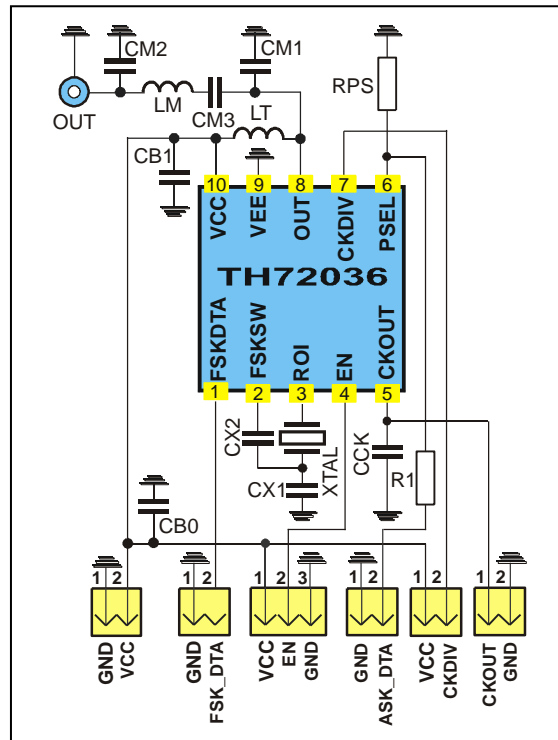 CM2
CM1
OUT
LM
CM3
LT
RPS
CB1
10
9
8
7
6
VCC
VEE
OUT
CKDIV
PSEL
TH72036
FSKDTA
FSKSW
ROI
EN
CKOUT
1
2
3
4
5
CX2
CX1
XTAL
CCK
R1
CB0
1 2
1 2
1 2 3
1 2
1 2
1 2
GND
VCC
GND
FSK_DTA
VCC
EN
GND
GND
ASK_DTA
VCC
CKDIV
CKOUT
GND